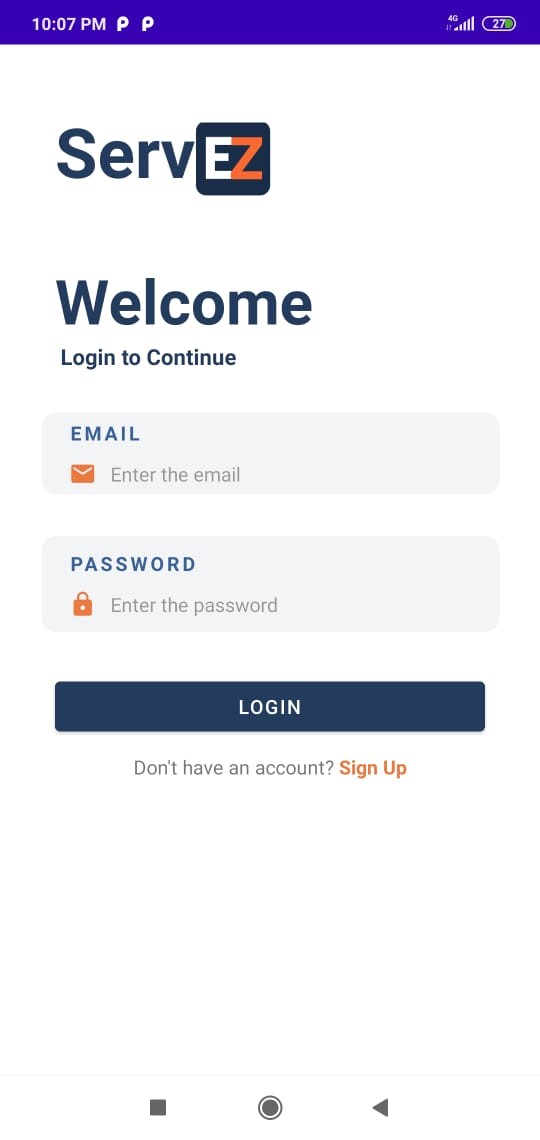 10:07 PM
4G
27
ServEZ
Welcome
Login to Continue
EMAIL
Enter the email
PASSWORD
Enter the password
LOGIN
Don't have an account? Sign Up